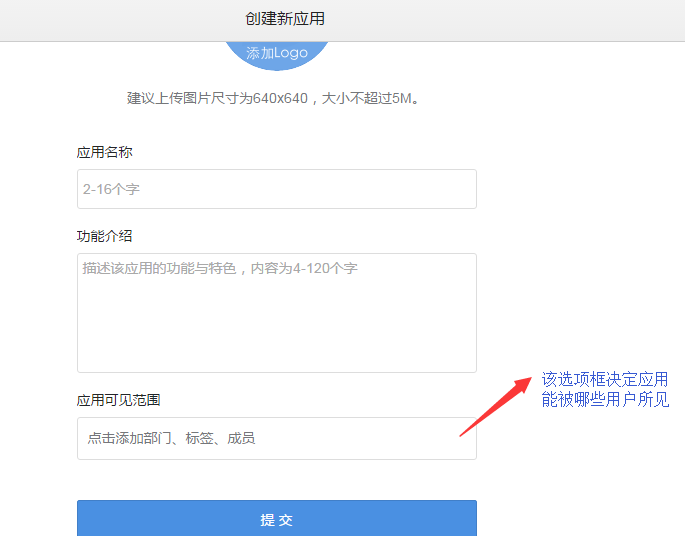 创建新应用
添加Logo
建议上传图片尺寸为640x640，大小不超过5M。
应用名称
2-16个字
功能介绍
描述该应用的功能与特色，内容为4-120个字
该选项框决定应用
能被哪些用户所见
应用可见范围
点击添加部门、标签、成员
提 交